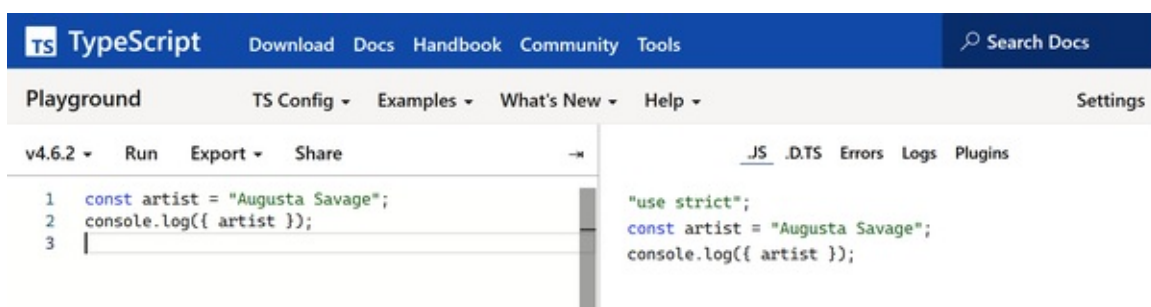 TS TypeScript Download Docs Handbook Community Tools Search Docs
Playground TS Config Examples What's New Help Settings
v4.6.2 Run Export Share .JS .D.TS Errors Logs Plugins
1 const artist = "Augusta Savage";
2 console.log({ artist });
3
"use strict";
const artist = "Augusta Savage";
console.log({ artist });